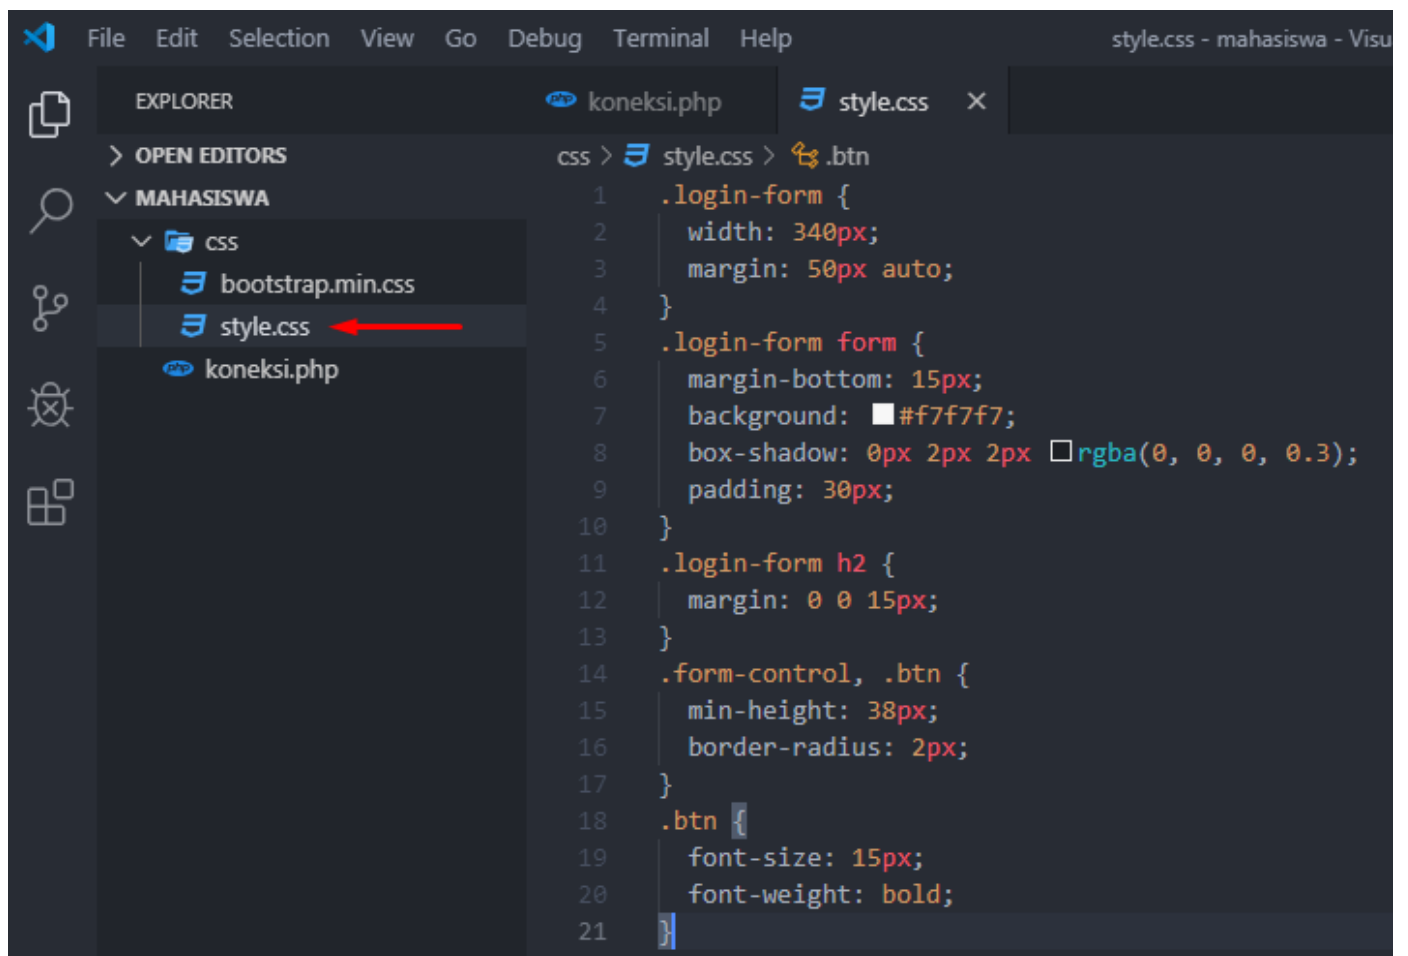 File Edit Selection View Go Debug Terminal Help style.css - mahasiswa - Visu
EXPLORER
OPEN EDITORS
MAHASISWA
css
bootstrap.min.css
style.css
koneksi.php
koneksi.php style.css
css > style.css > .btn
1 .login-form {
2 width: 340px;
3 margin: 50px auto;
4 }
5 .login-form form {
6 margin-bottom: 15px;
7 background: #f7f7f7;
8 box-shadow: 0px 2px 2px rgba(0, 0, 0, 0.3);
9 padding: 30px;
10 }
11 .login-form h2 {
12 margin: 0 0 15px;
13 }
14 .form-control, .btn {
15 min-height: 38px;
16 border-radius: 2px;
17 }
18 .btn {
19 font-size: 15px;
20 font-weight: bold;
21 }